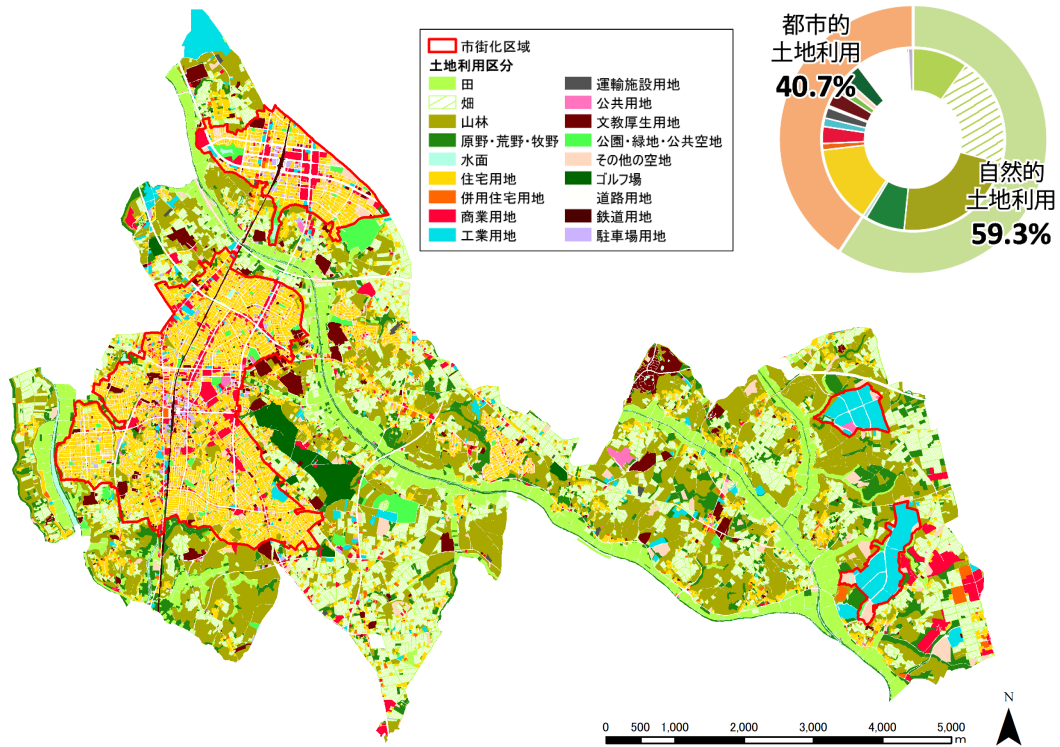 市街化区域
土地利用区分
田
畑
山林
原野・荒野・牧野
水面
住宅用地
併用住宅用地
商業用地
工業用地
運輸施設用地
公共用地
文教厚生用地
公園・緑地・公共空地
その他の空地
ゴルフ場
道路用地
鉄道用地
駐車場用地
都市的
土地利用
40.7%
自然的
土地利用
59.3%
N
0 500 1,000 2,000 3,000 4,000 5,000
m